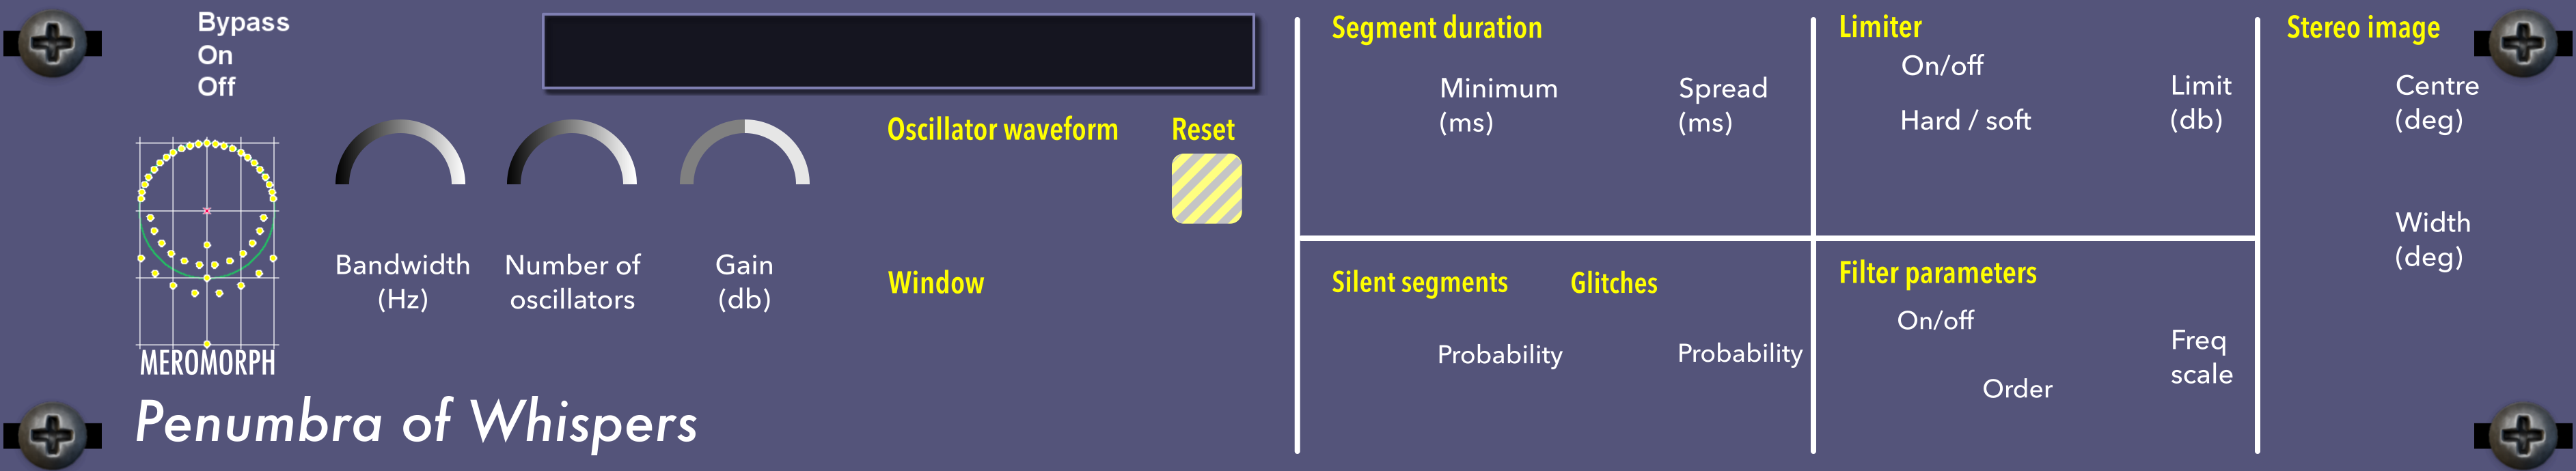 Bypass
On
Off
MEROMORPH
Bandwidth
(Hz)
Number of
oscillators
Gain
(db)
Oscillator waveform
Reset
Window
Penumbra of Whispers
Segment duration
Minimum
(ms)
Spread
(ms)
Silent segments
Glitches
Probability
Probability
Limiter
On/off
Hard / soft
Limit
(db)
Filter parameters
On/off
Order
Freq
scale
Stereo image
Centre
(deg)
Width
(deg)